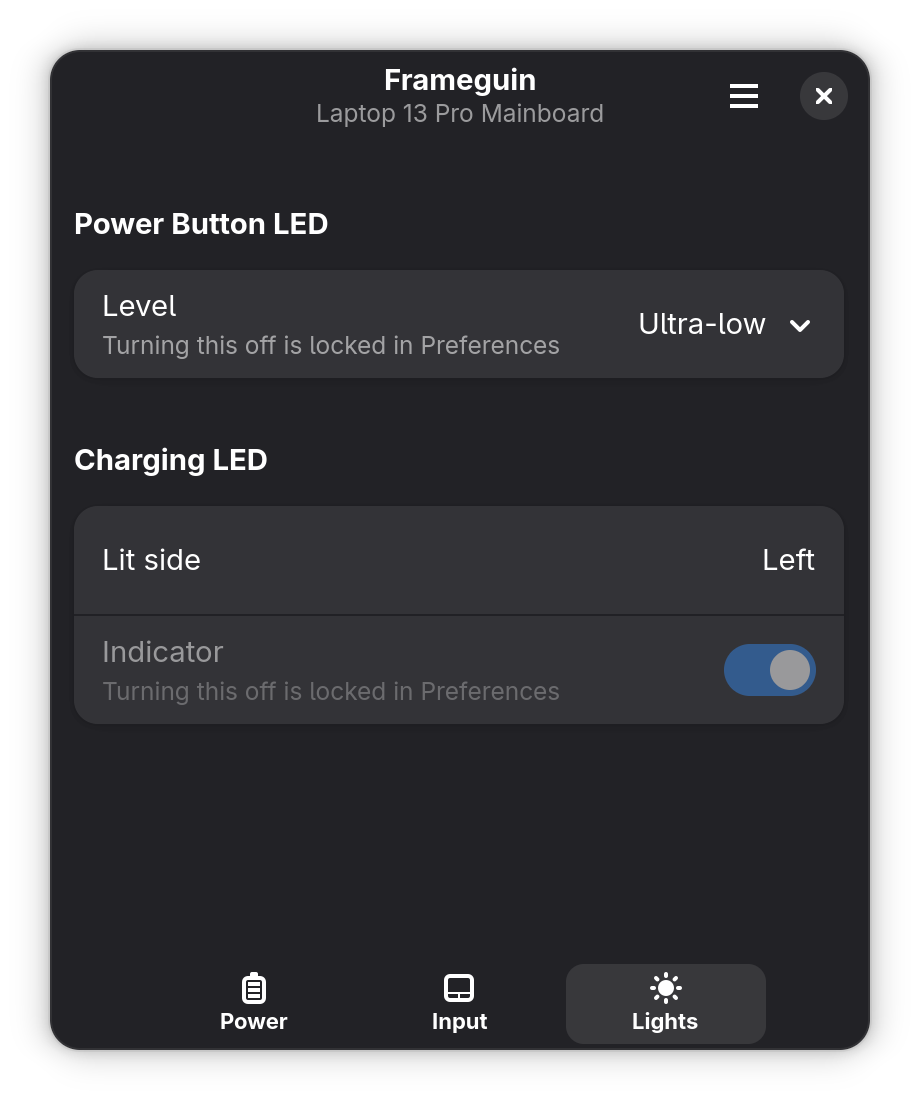 Frameguin
Laptop 13 Pro Mainboard
Power Button LED
Level
Turning this off is locked in Preferences
Ultra-low
Charging LED
Lit side
Left
Indicator
Turning this off is locked in Preferences
Power
Input
Lights